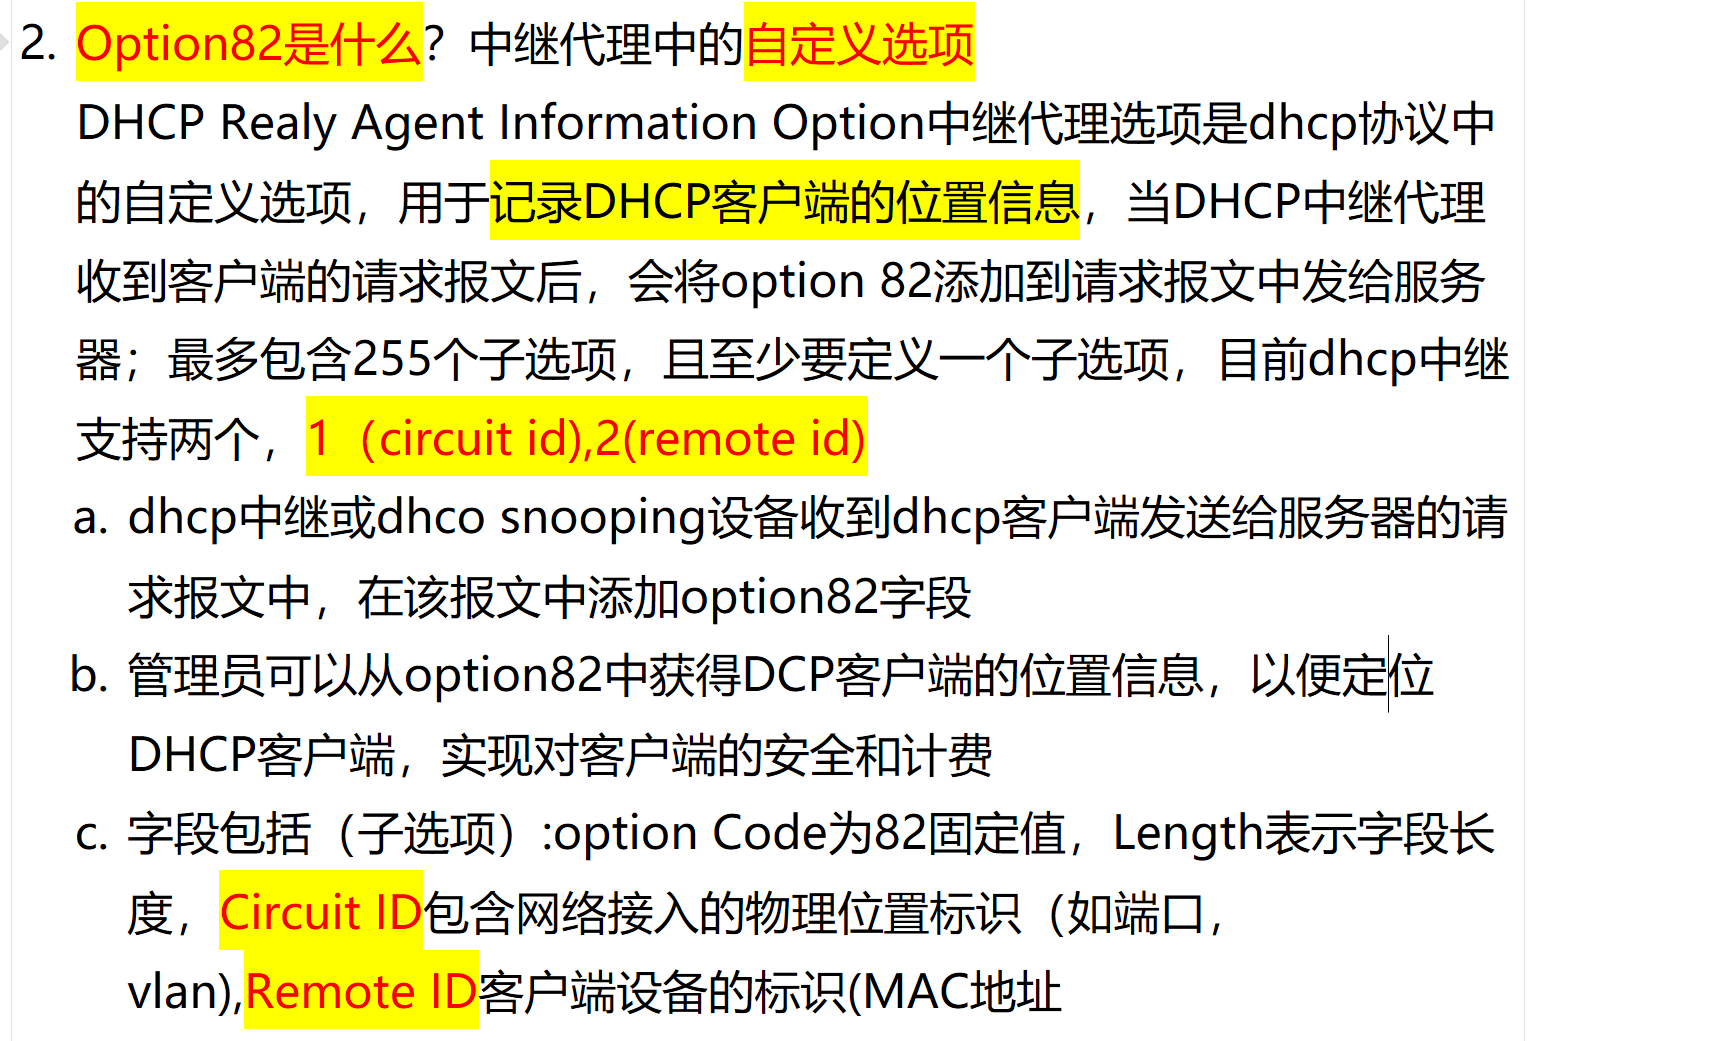 2. Option82是什么？中继代理中的自定义选项
DHCP Realy Agent Information Option中继代理选项是dhcp协议中
的自定义选项，用于记录DHCP客户端的位置信息，当DHCP中继代理
收到客户端的请求报文后，会将option 82添加到请求报文中发给服务
器；最多包含255个子选项，且至少要定义一个子选项，目前dhcp中继
支持两个，1（circuit id),2(remote id)
a. dhcp中继或dhco snooping设备收到dhcp客户端发送给服务器的请
求报文中，在该报文中添加option82字段
b. 管理员可以从option82中获得DCP客户端的位置信息，以便定位
DHCP客户端，实现对客户端的安全和计费
c. 字段包括（子选项）:option Code为82固定值，Length表示字段长
度，Circuit ID包含网络接入的物理位置标识（如端口，
vlan),Remote ID客户端设备的标识(MAC地址